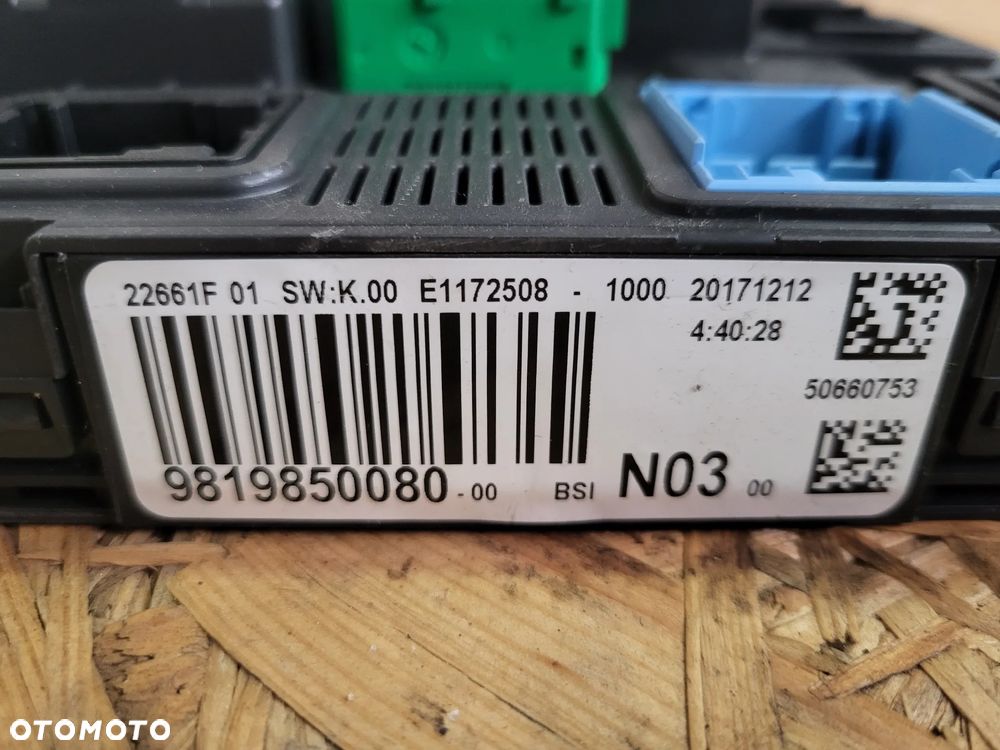 22661F 01 SW:K.00 E1172508 - 1000 20171212
4:40:28
50660753
9819850080-00 BSI N03 00
OTOMOTO